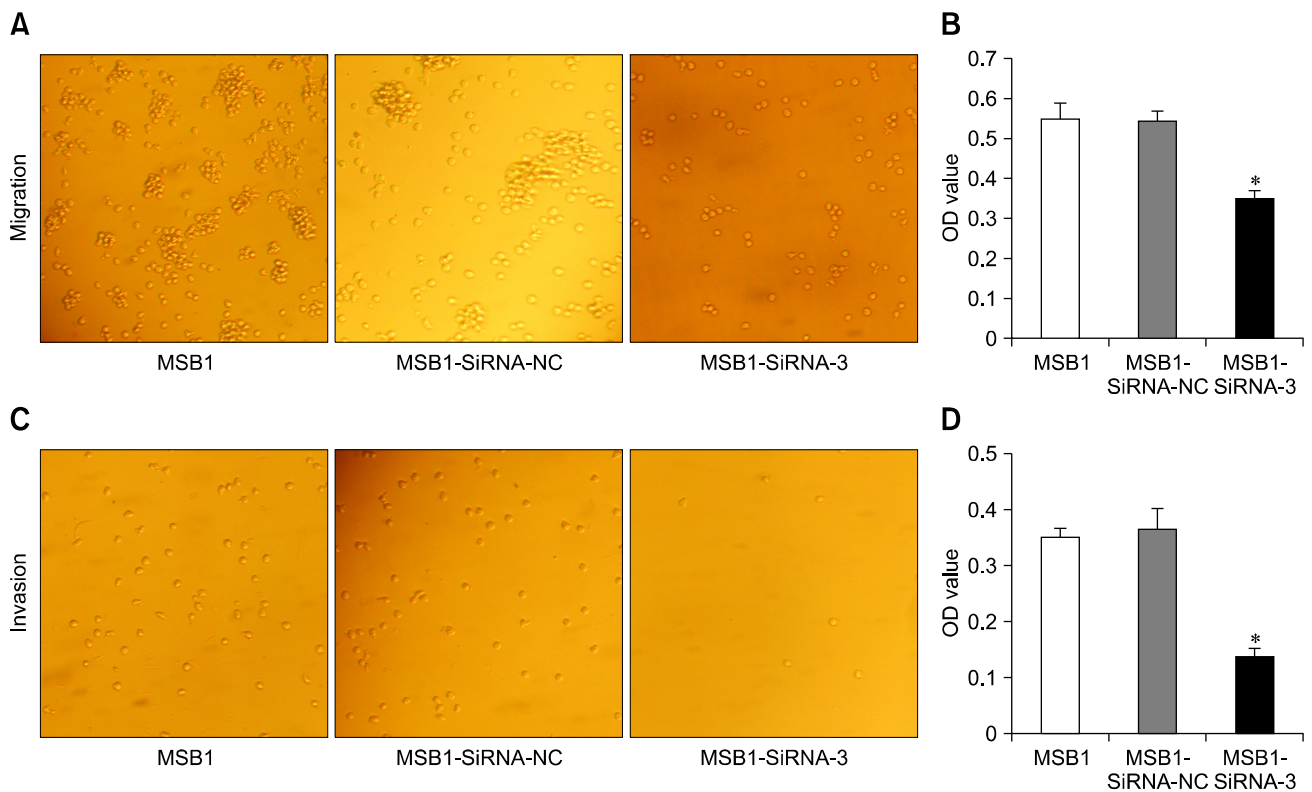 A
Migration
MSB1
MSB1-SiRNA-NC
MSB1-SiRNA-3
B
OD value
0.7
0.6
0.5
0.4
0.3
0.2
0.1
0
*
MSB1
MSB1-
SiRNA-NC
MSB1-
SiRNA-3
C
Invasion
MSB1
MSB1-SiRNA-NC
MSB1-SiRNA-3
D
OD value
0.5
0.4
0.3
0.2
0.1
0
*
MSB1
MSB1-
SiRNA-NC
MSB1-
SiRNA-3